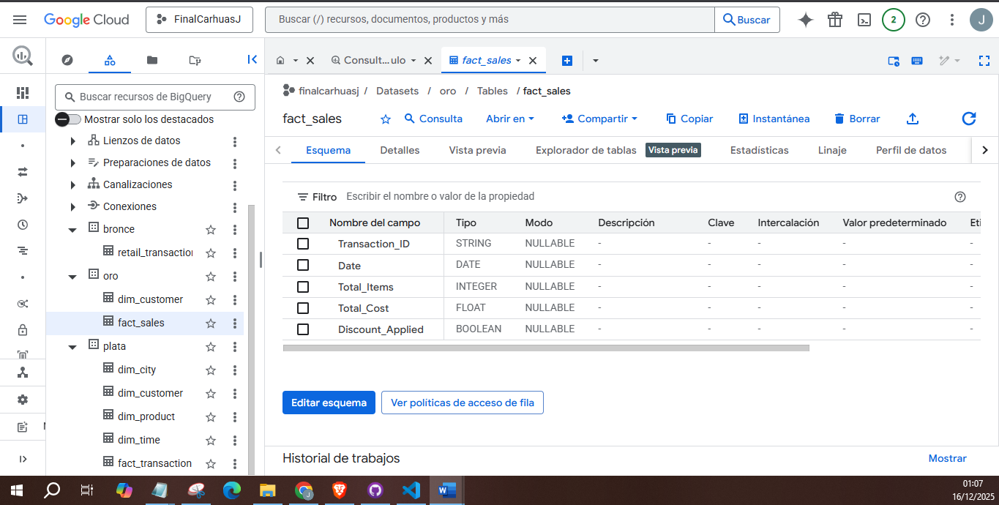 Google Cloud
FinalCarhuasJ
Buscar (/) recursos, documentos, productos y más
Buscar
2
J
Consult...ulo
fact_sales
Buscar recursos de BigQuery
Mostrar solo los destacados
Lienzos de datos
Preparaciones de datos
Canalizaciones
Conexiones
bronce
retail_transaction
oro
dim_customer
fact_sales
plata
dim_city
dim_customer
dim_product
dim_time
fact_transaction
finalcarhuasj / Datasets / oro / Tables / fact_sales
fact_sales
Consulta
Abrir en
Compartir
Copiar
Instantánea
Borrar
Esquema
Detalles
Vista previa
Explorador de tablas
Vista previa
Estadísticas
Linaje
Perfil de datos
Filtro Escribir el nombre o valor de la propiedad
Nombre del campo Tipo Modo Descripción Clave Intercalación Valor predeterminado Eti
Transaction_ID STRING NULLABLE - - - - -
Date DATE NULLABLE - - - - -
Total_Items INTEGER NULLABLE - - - - -
Total_Cost FLOAT NULLABLE - - - - -
Discount_Applied BOOLEAN NULLABLE - - - - -
Editar esquema
Ver políticas de acceso de fila
Historial de trabajos
Mostrar
01:07
16/12/2025